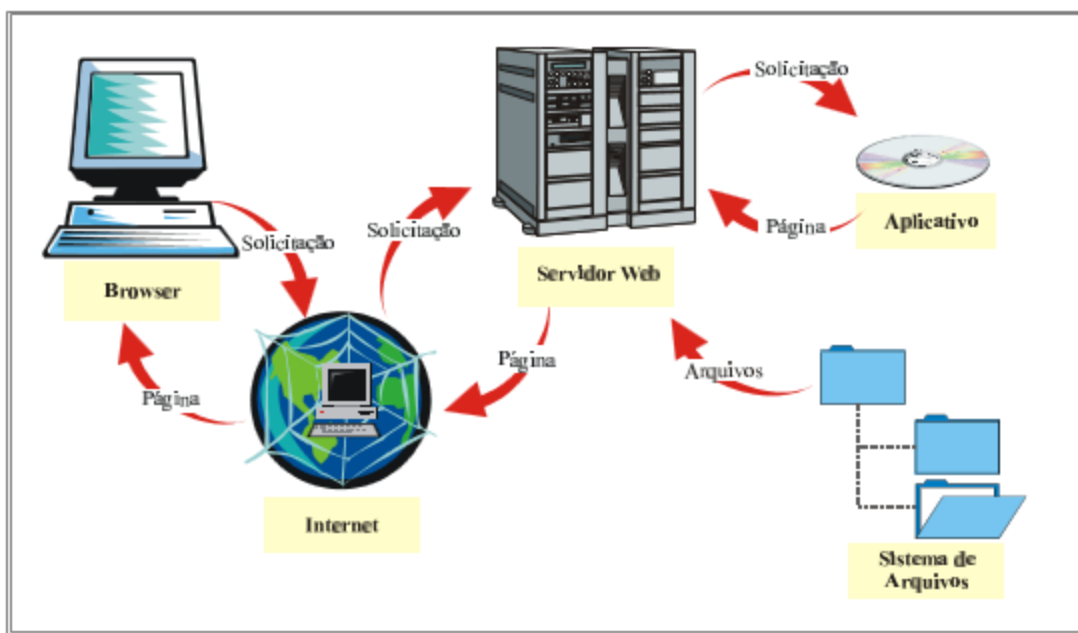 Solicitação
Aplicativo
Página
Solicitação
Solicitação
Servidor Web
Browser
Página
Arquivos
Página
Internet
Sistema de
Arquivos